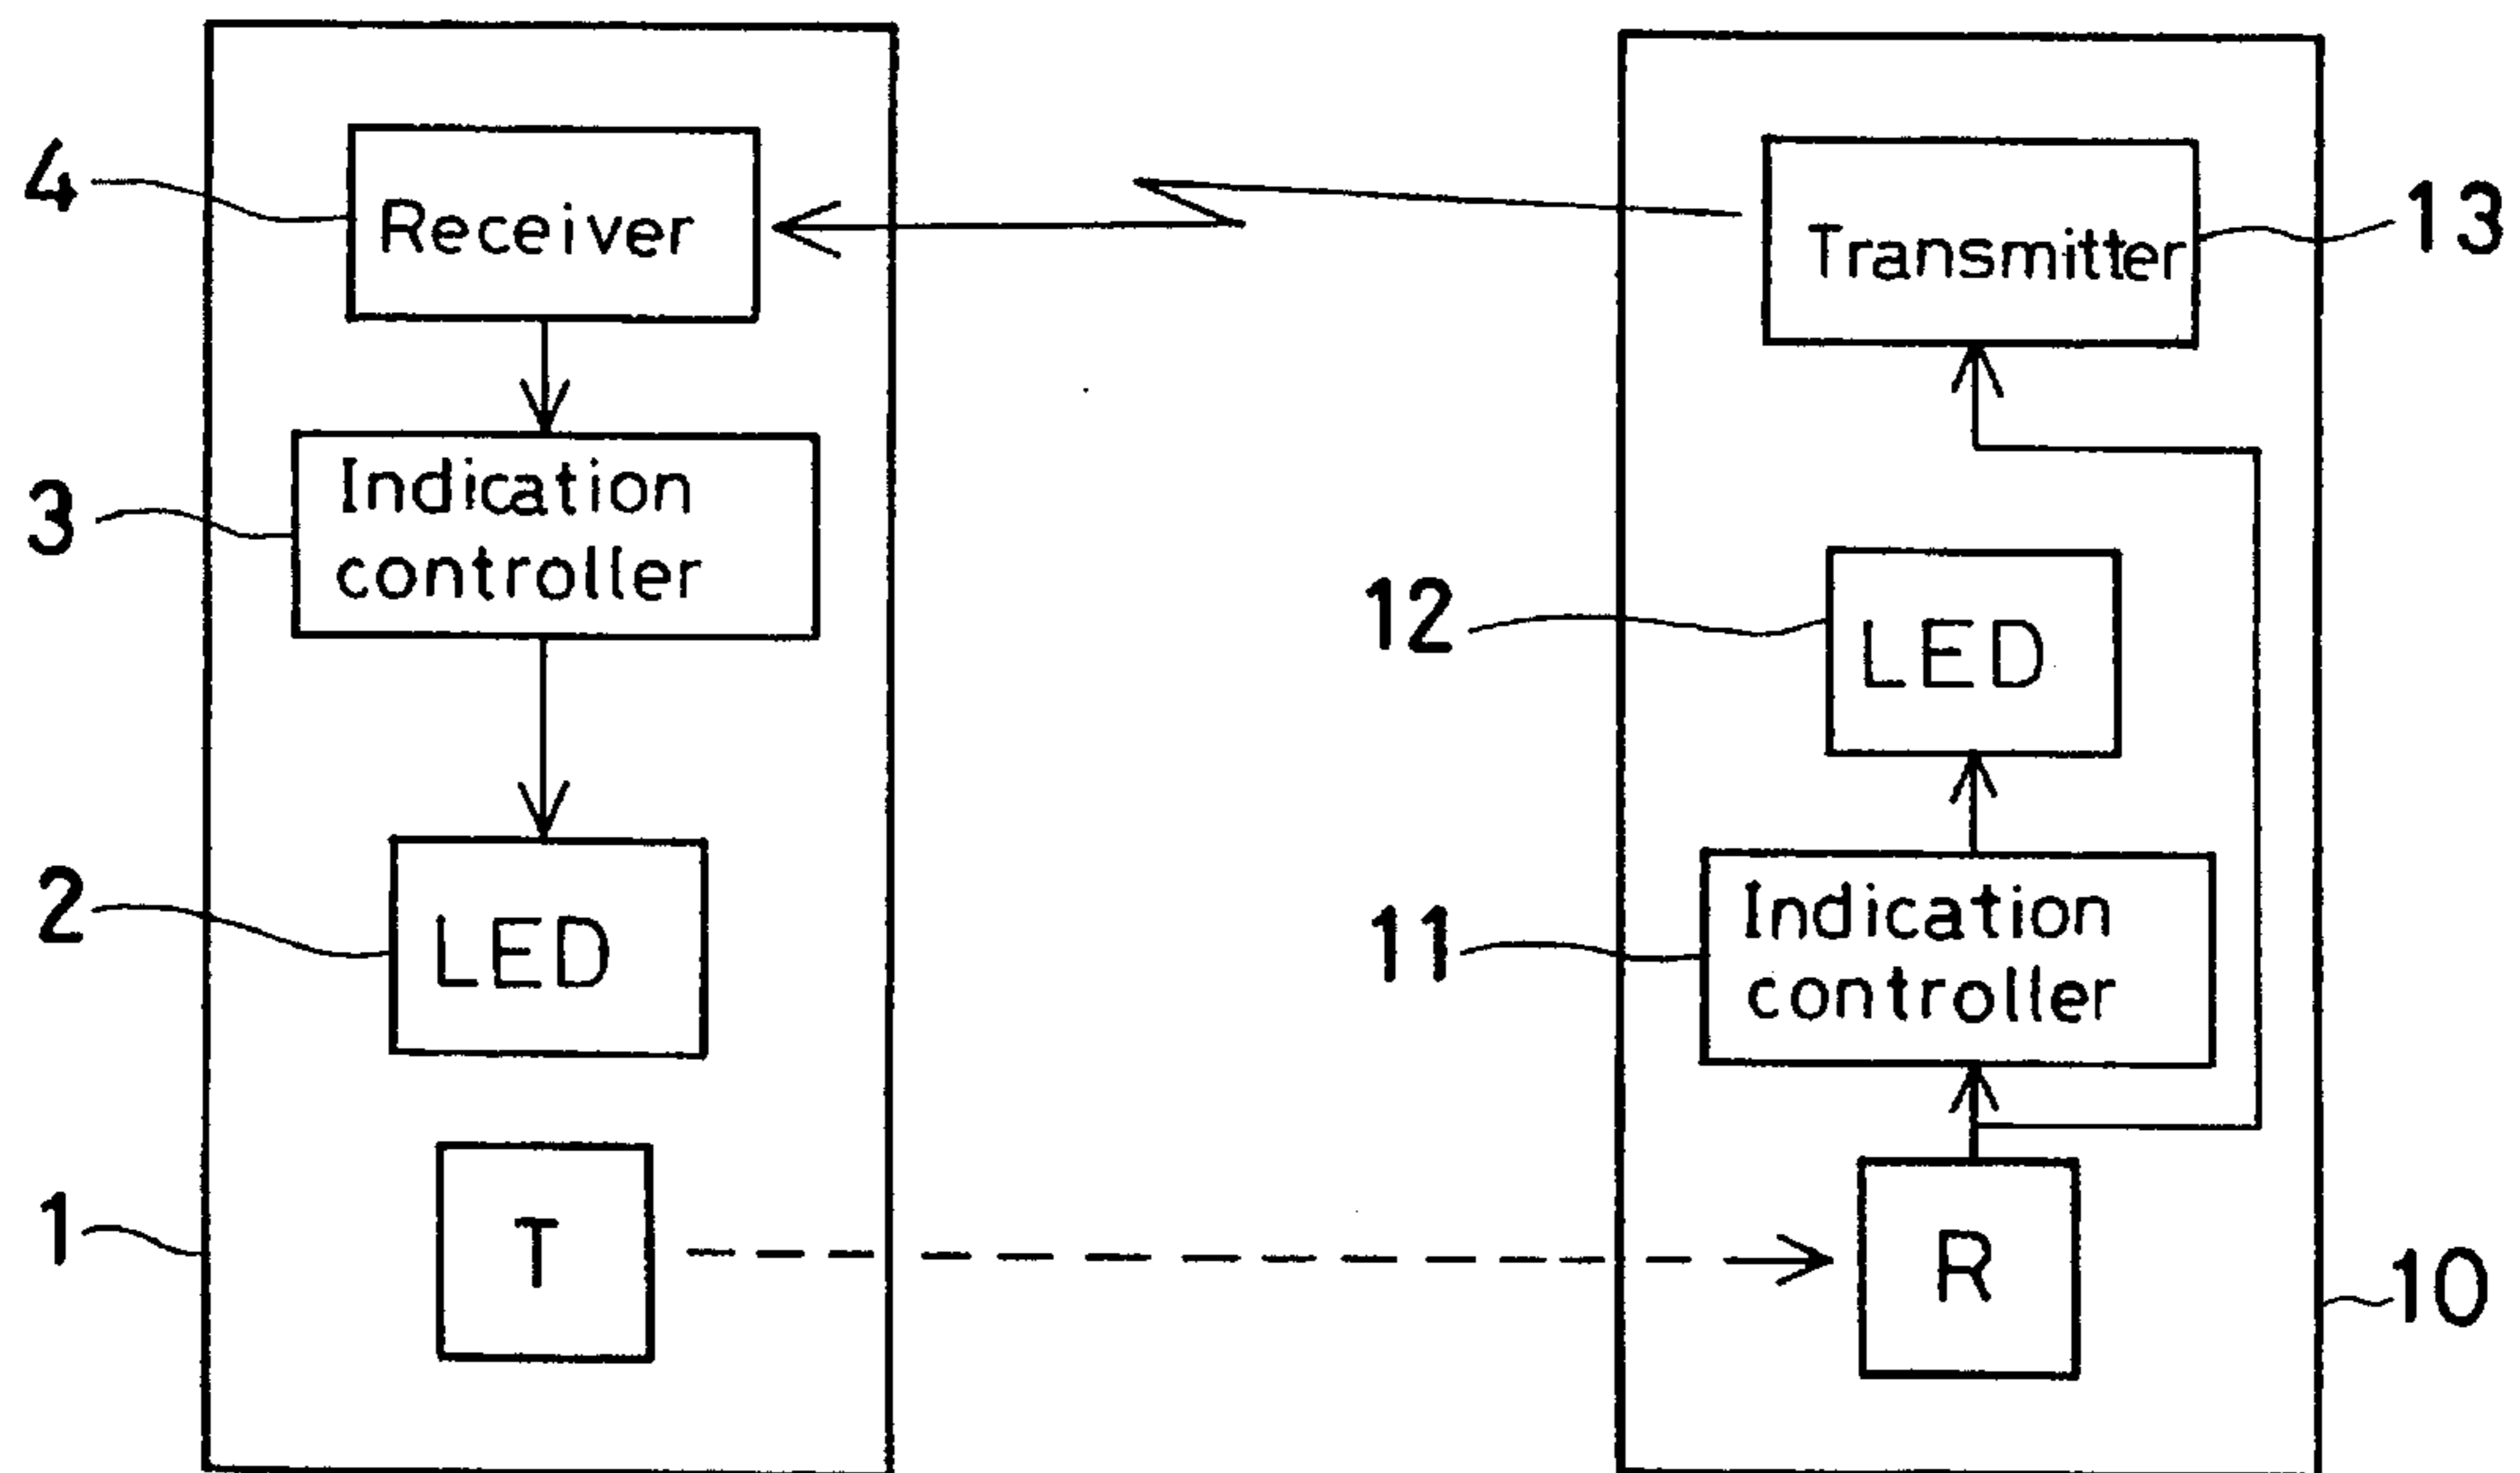 4
Receiver
3
Indication
controller
2
LED
1
T
Transmitter
13
12
LED
11
Indication
controller
R
10